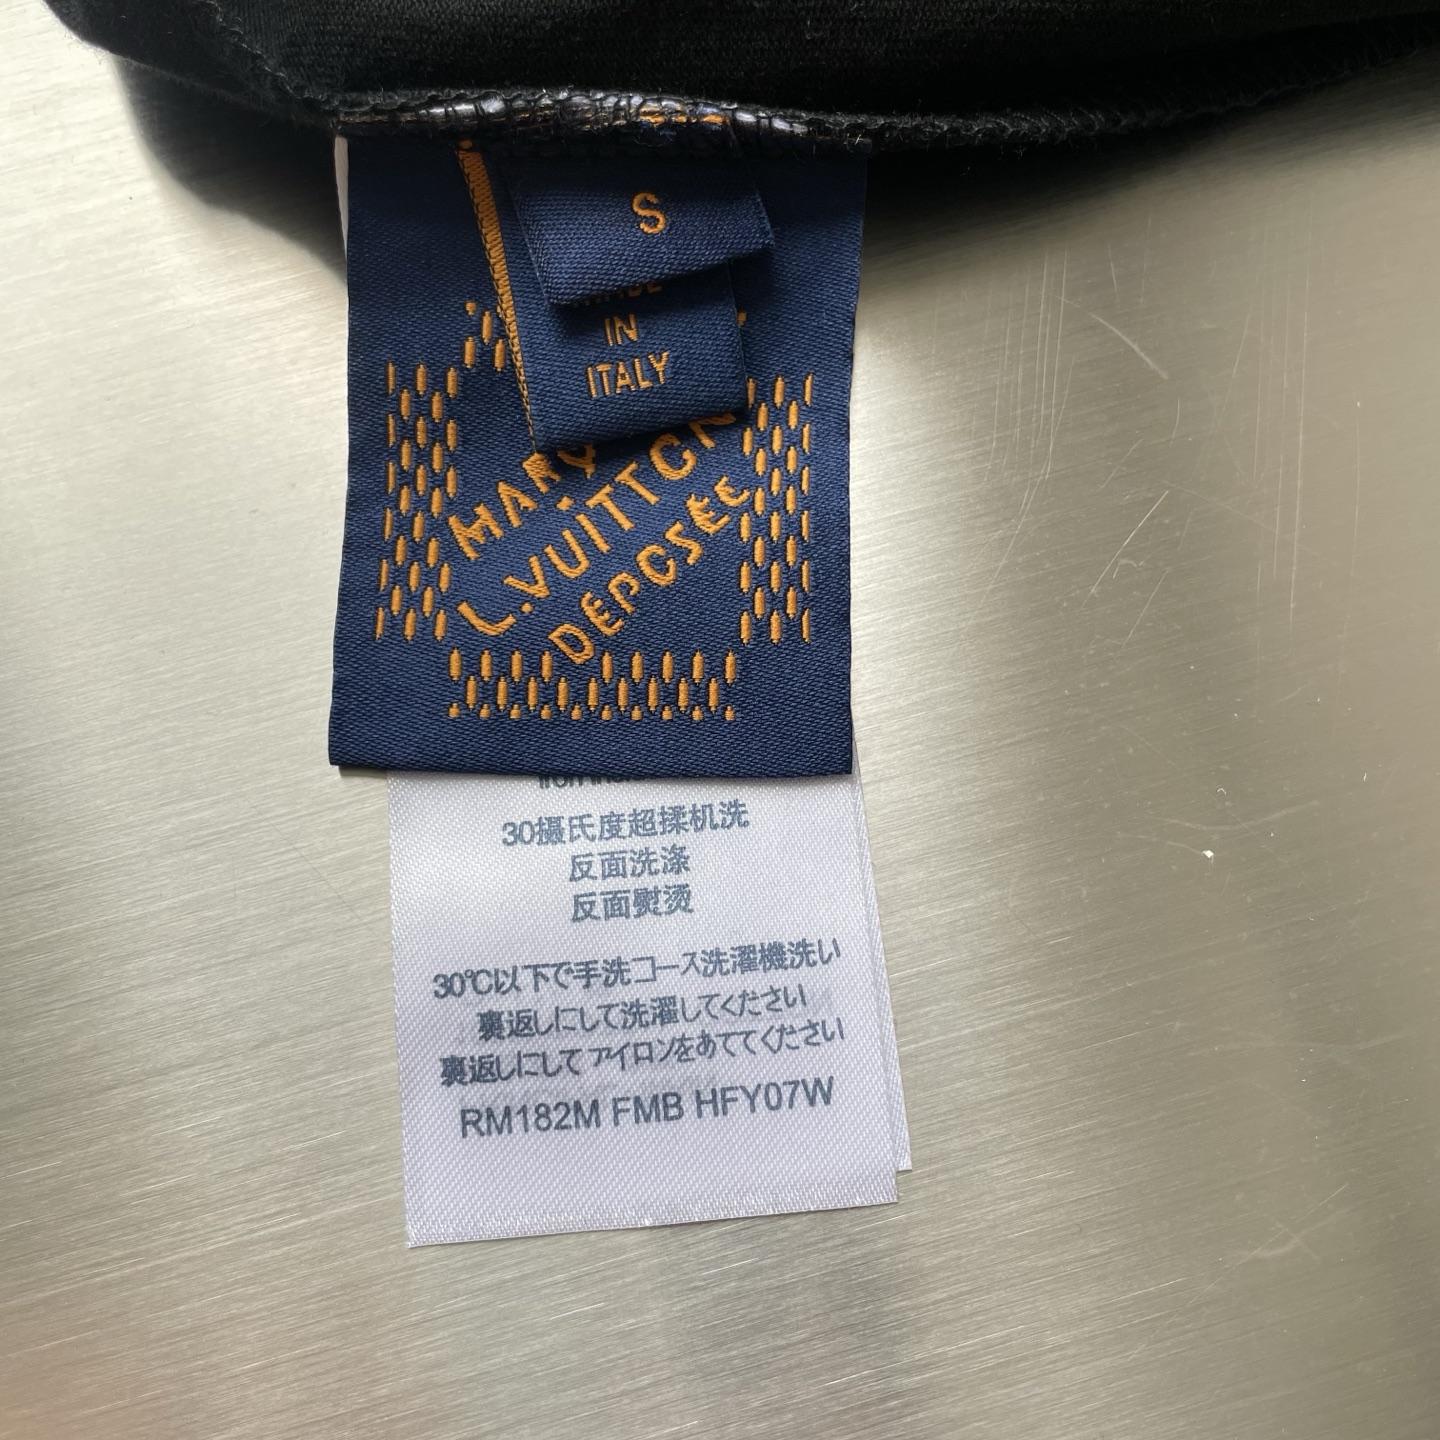 S
IN
ITALY
L.VUITTON
DEPOSÉE
30摄氏度超揉机洗
反面洗涤
反面熨烫
30℃以下で手洗コース洗濯機洗い
裏返しにして洗濯してください
裏返しにしてアイロンをあててください
RM182M FMB HFY07W